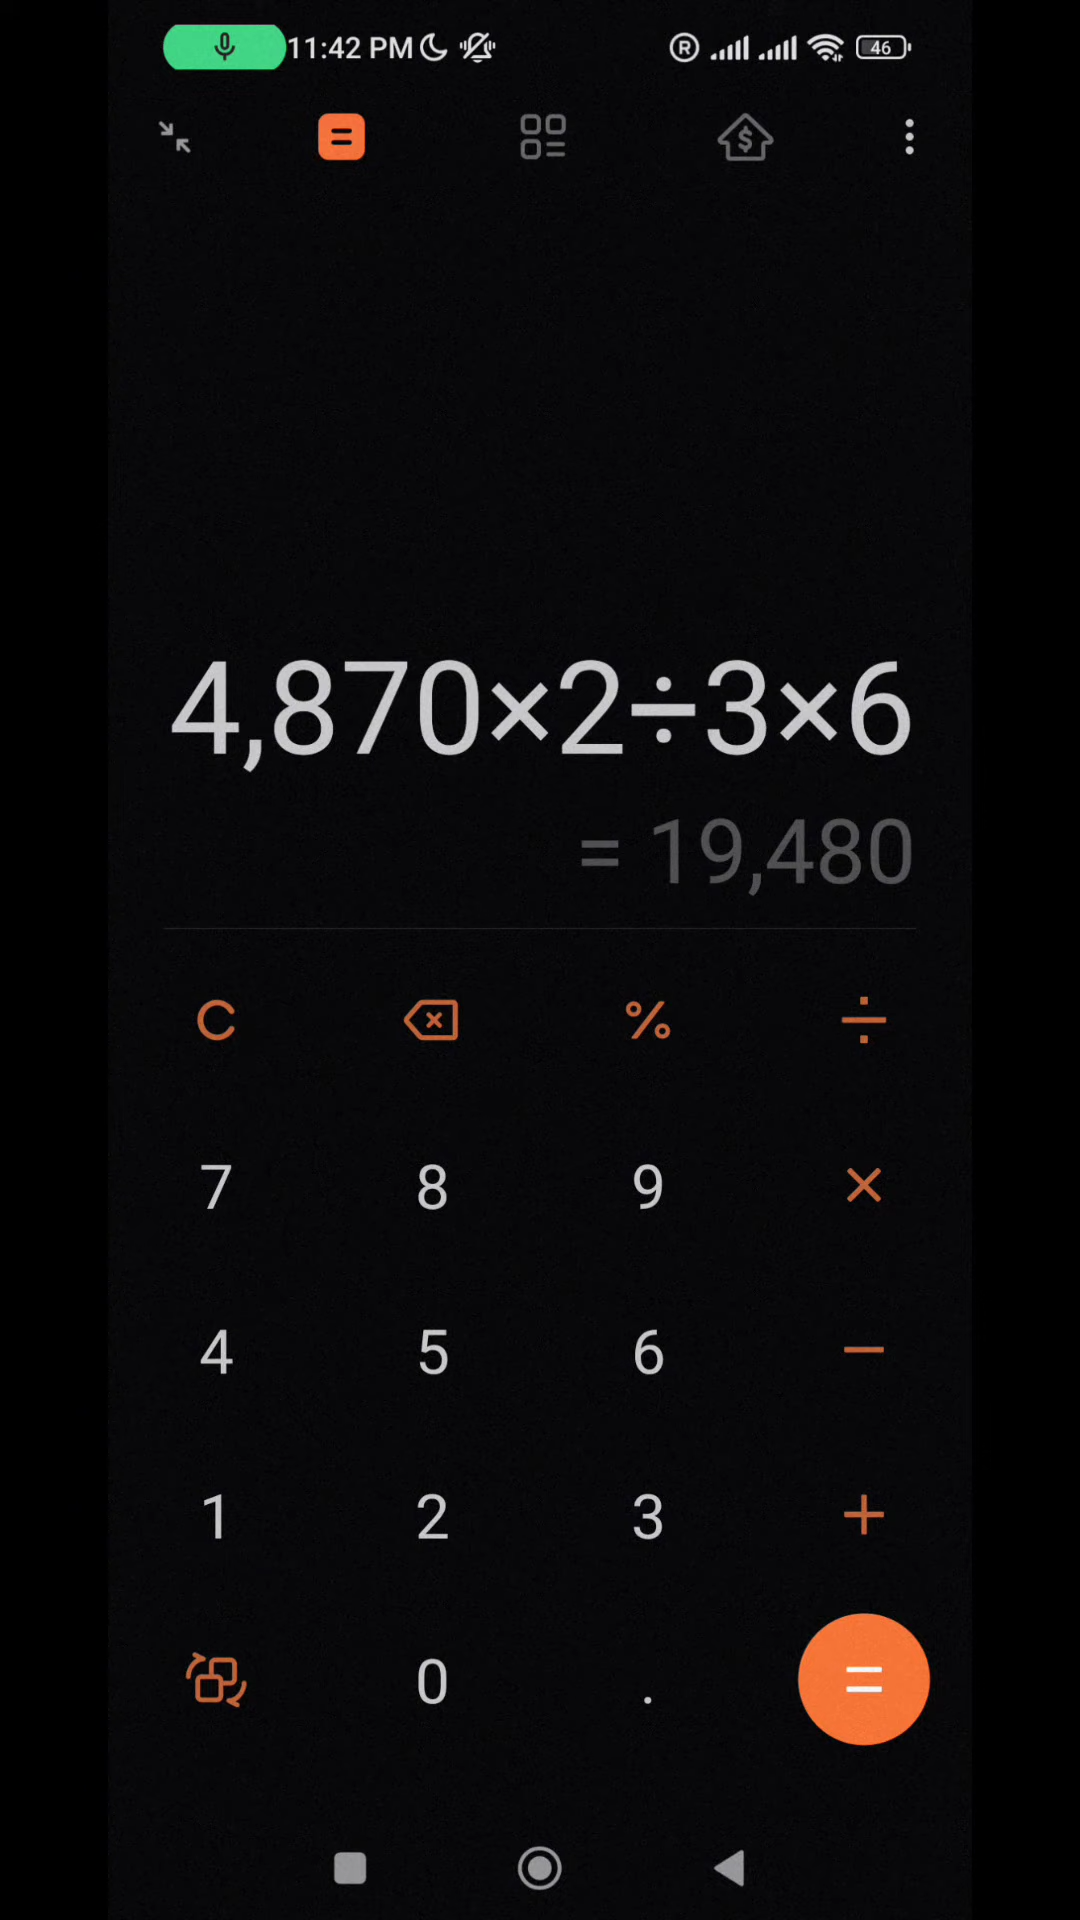 11:42 PM R 46
4,870×2÷3×6
= 19,480
C % ÷
7 8 9 ×
4 5 6 −
1 2 3 +
0 . =